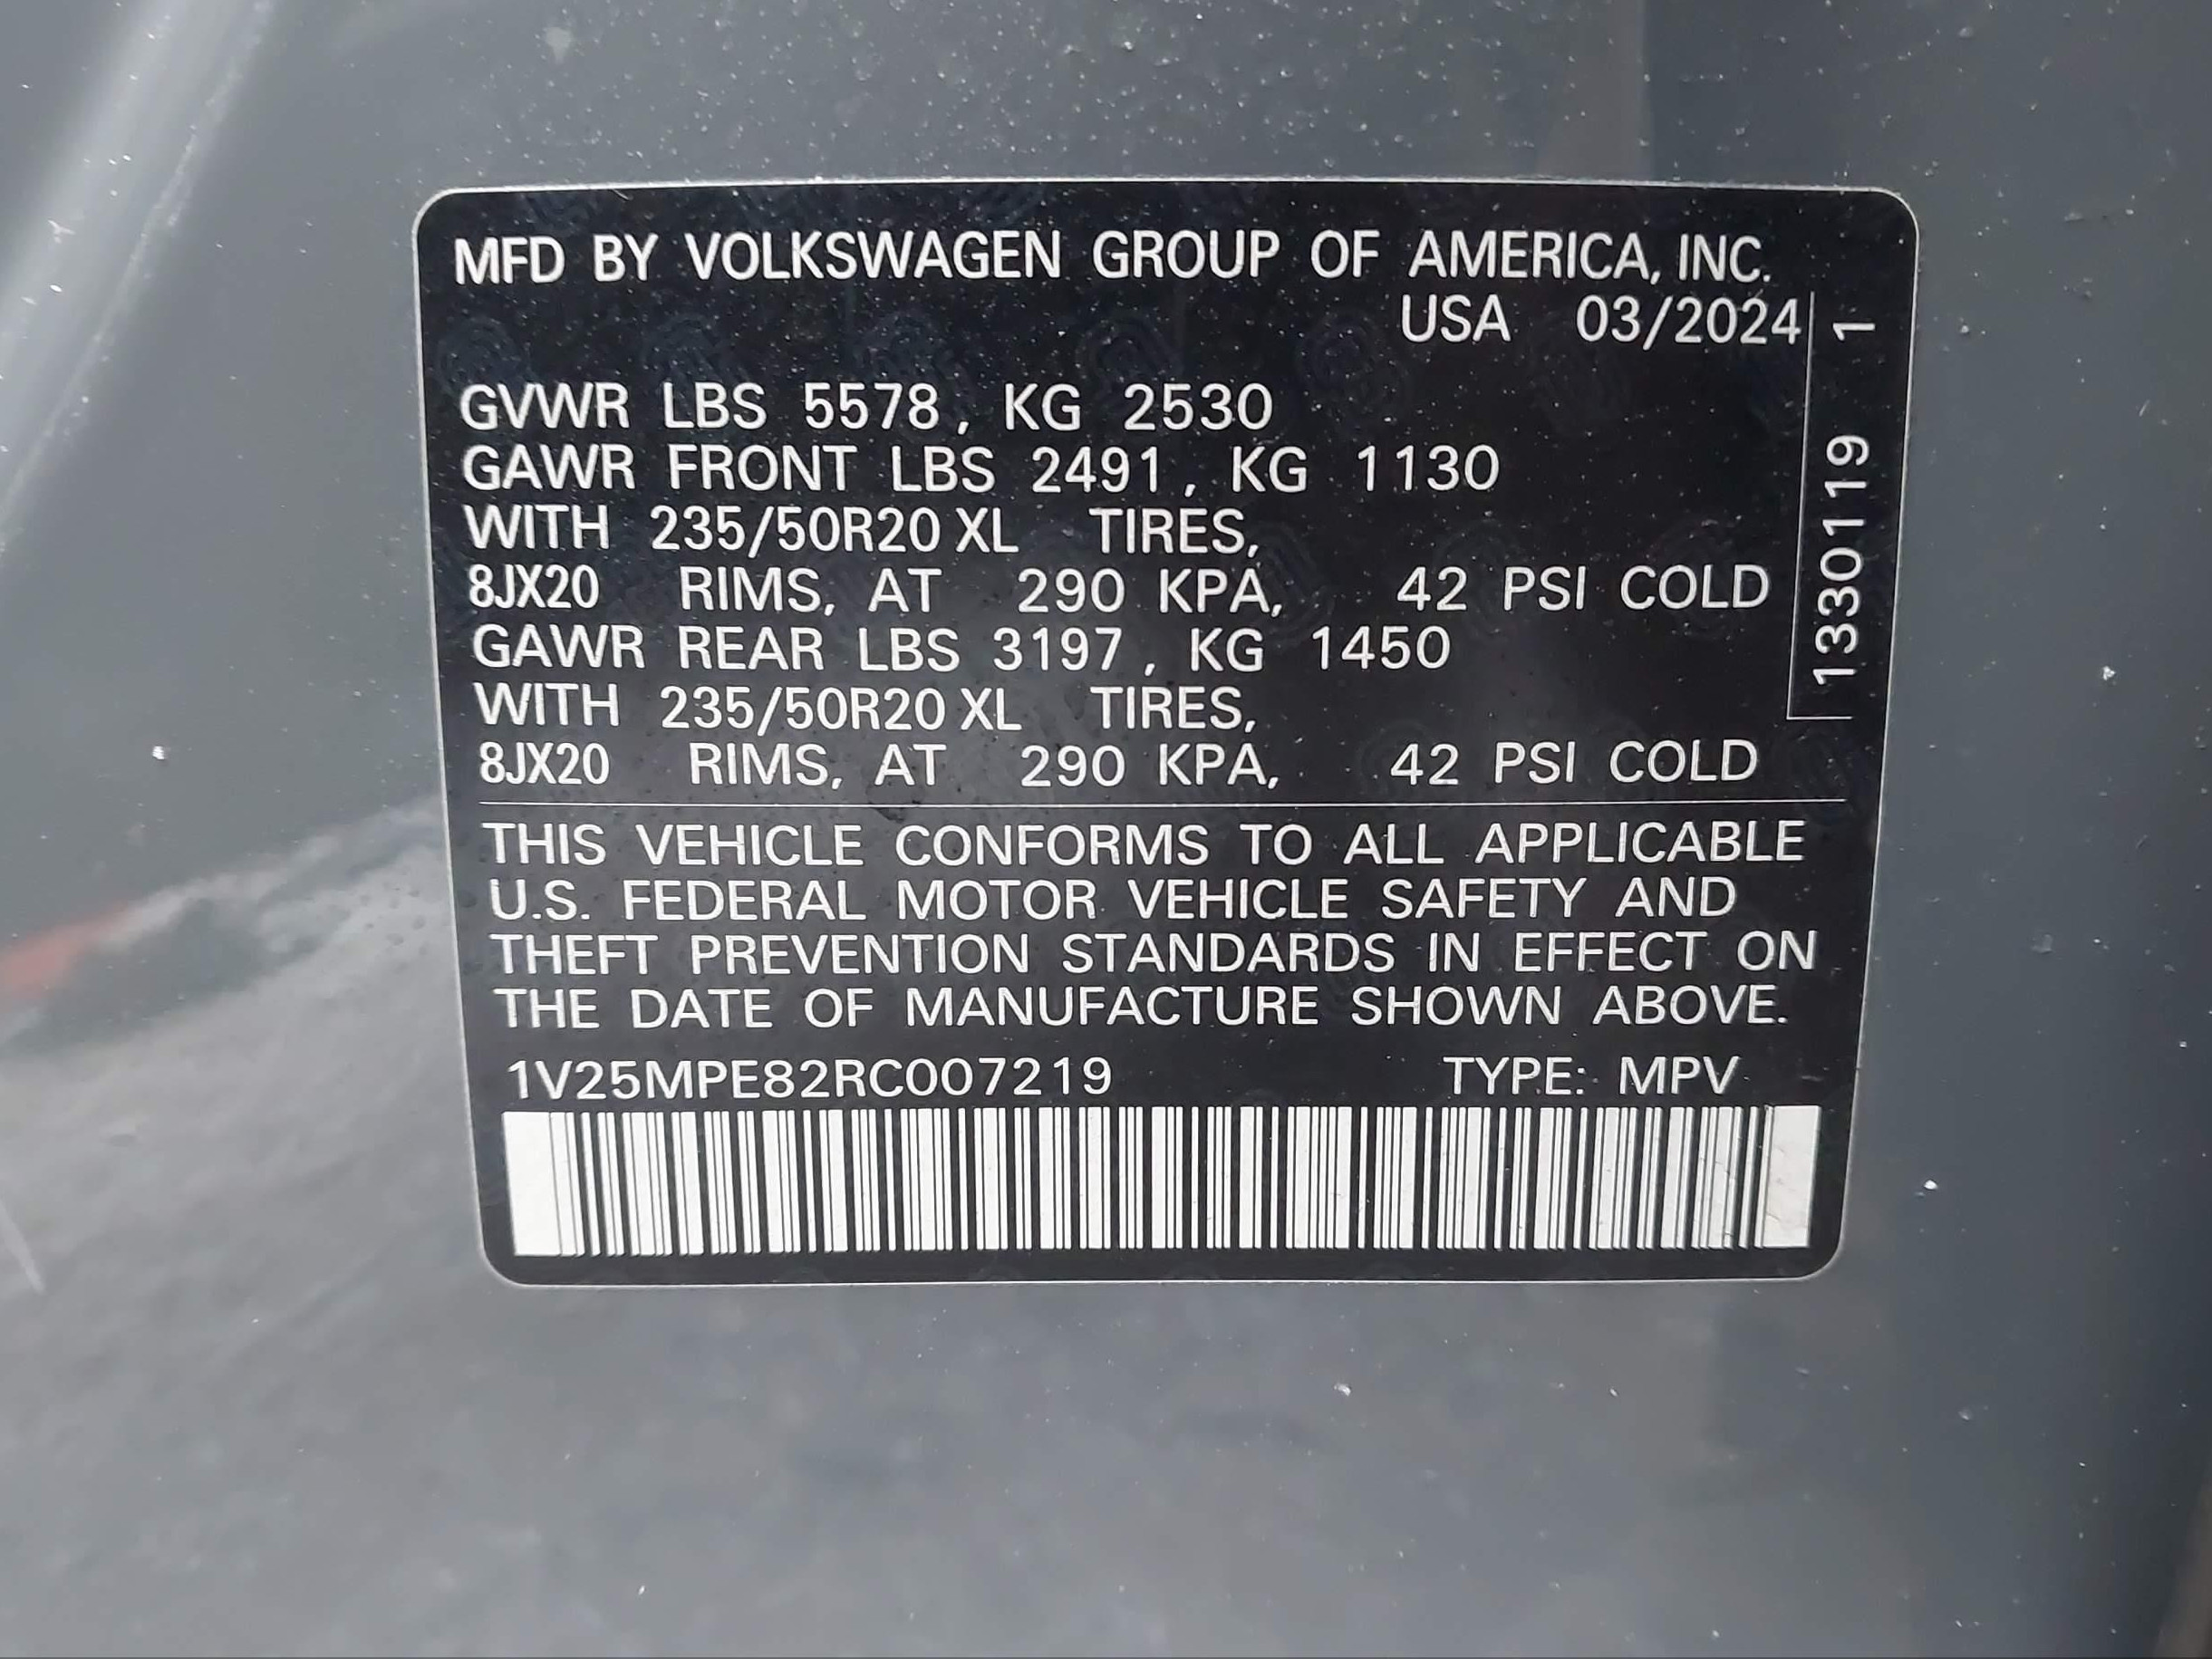 MFD BY VOLKSWAGEN GROUP OF AMERICA, INC.
USA 03/2024
GVWR LBS 5578, KG 2530
GAWR FRONT LBS 2491, KG 1130
WITH 235/50R20 XL TIRES,
8JX20 RIMS, AT 290 KPA, 42 PSI COLD
GAWR REAR LBS 3197, KG 1450
WITH 235/50R20 XL TIRES,
8JX20 RIMS, AT 290 KPA, 42 PSI COLD
1330119 1
THIS VEHICLE CONFORMS TO ALL APPLICABLE
U.S. FEDERAL MOTOR VEHICLE SAFETY AND
THEFT PREVENTION STANDARDS IN EFFECT ON
THE DATE OF MANUFACTURE SHOWN ABOVE.
1V25MPE82RC007219 TYPE: MPV